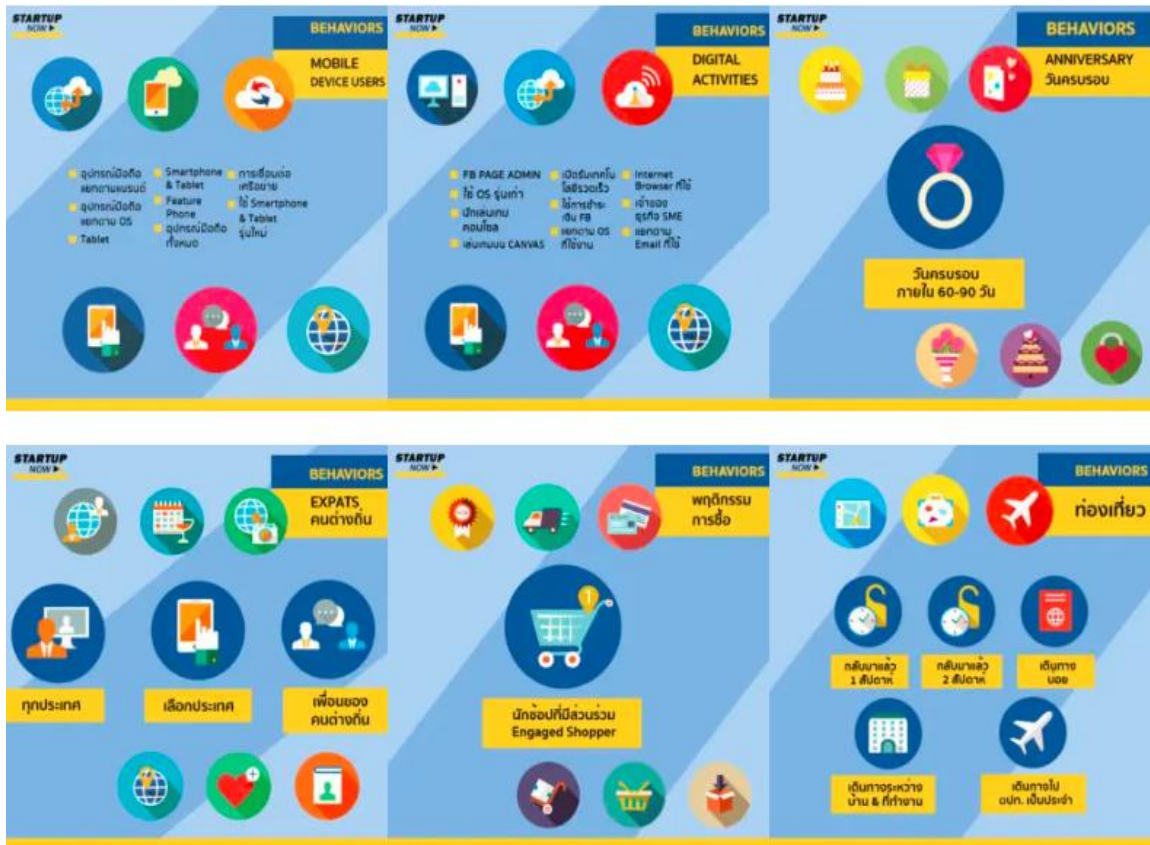 STARTUP
NOW
BEHAVIORS
MOBILE
DEVICE USERS
อุปกรณ์มือถือ
แยกตามแบรนด์
อุปกรณ์มือถือ
แยกตาม OS
Tablet
Smartphone
& Tablet
Feature
Phone
อุปกรณ์มือถือ
ทั้งหมด
การเชื่อมต่อ
เครือข่าย
ใช้ Smartphone
& Tablet
รุ่นใหม่
STARTUP
NOW
BEHAVIORS
DIGITAL
ACTIVITIES
FB PAGE ADMIN
ใช้ OS รุ่นเก่า
นักเล่นเกม
คอนโซล
เล่นเกมบน CANVAS
เปิดรับเทคโน
โลยีรวดเร็ว
ใช้การชำระ
เงิน FB
แยกตาม OS
ที่ใช้งาน
Internet
Browser ที่ใช้
เจ้าของ
ธุรกิจ SME
แยกตาม
Email ที่ใช้
STARTUP
NOW
BEHAVIORS
ANNIVERSARY
วันครบรอบ
วันครบรอบ
ภายใน 60-90 วัน
STARTUP
NOW
BEHAVIORS
EXPATS
คนต่างถิ่น
ทุกประเทศ
เลือกประเทศ
เพื่อนของ
คนต่างถิ่น
STARTUP
NOW
BEHAVIORS
พฤติกรรม
การซื้อ
1
นักช้อปที่มีส่วนร่วม
Engaged Shopper
STARTUP
NOW
BEHAVIORS
ท่องเที่ยว
กลับมาแล้ว
1 สัปดาห์
กลับมาแล้ว
2 สัปดาห์
เดินทาง
บ่อย
เดินทางระหว่าง
บ้าน & ที่ทำงาน
เดินทางไป
ตปท. เป็นประจำ